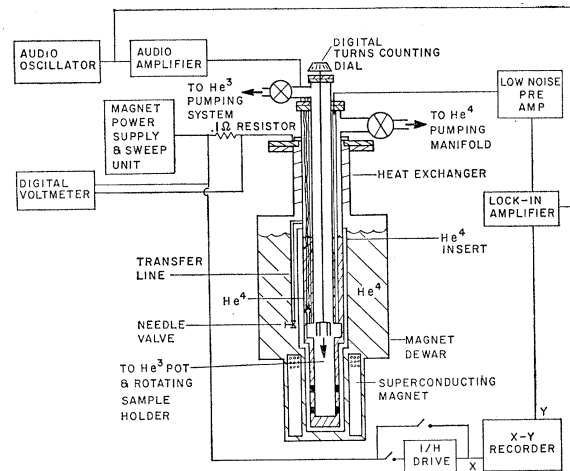 DIGITAL
TURNS COUNTING
DIAL
AUDIO
OSCILLATOR
AUDIO
AMPLIFIER
TO He³
PUMPING
SYSTEM
LOW NOISE
PRE
AMP
MAGNET
POWER
SUPPLY
& SWEEP
UNIT
.1Ω RESISTOR
TO He⁴
PUMPING
MANIFOLD
DIGITAL
VOLTMETER
HEAT EXCHANGER
LOCK-IN
AMPLIFIER
He⁴
INSERT
TRANSFER
LINE
He⁴
He⁴
NEEDLE
VALVE
MAGNET
DEWAR
TO He³ POT
& ROTATING
SAMPLE
HOLDER
SUPERCONDUCTING
MAGNET
Y
X-Y
RECORDER
I/H
DRIVE
X